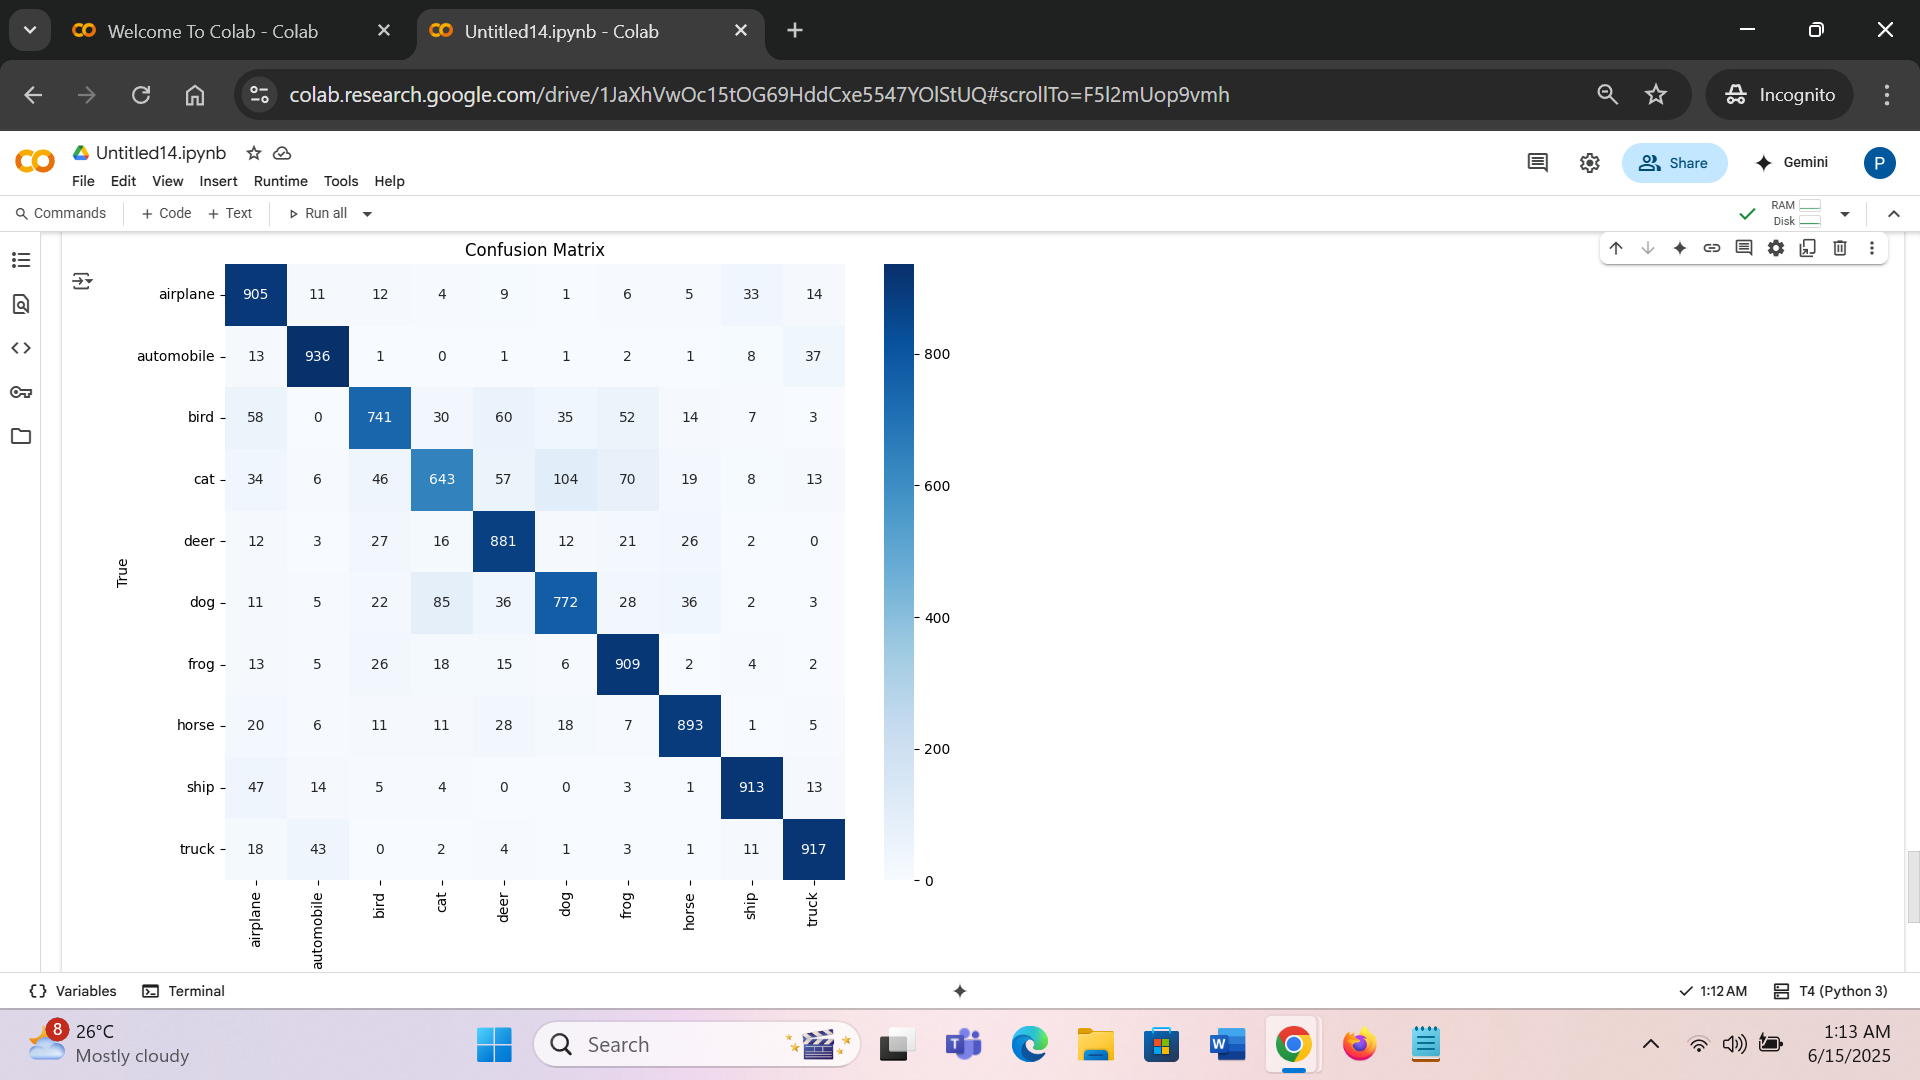 Welcome To Colab - Colab
Untitled14.ipynb - Colab
colab.research.google.com/drive/1JaXhVwOc15tOG69HddCxe5547YOlStUQ#scrollTo=F5l2mUop9vmh
Incognito
Untitled14.ipynb
File Edit View Insert Runtime Tools Help
Share
Gemini
P
Commands + Code + Text Run all
RAM
Disk
Confusion Matrix
airplane 905 11 12 4 9 1 6 5 33 14
automobile 13 936 1 0 1 1 2 1 8 37
bird 58 0 741 30 60 35 52 14 7 3
cat 34 6 46 643 57 104 70 19 8 13
deer 12 3 27 16 881 12 21 26 2 0
dog 11 5 22 85 36 772 28 36 2 3
frog 13 5 26 18 15 6 909 2 4 2
horse 20 6 11 11 28 18 7 893 1 5
ship 47 14 5 4 0 0 3 1 913 13
truck 18 43 0 2 4 1 3 1 11 917
True
airplane automobile bird cat deer dog frog horse ship truck
800
600
400
200
0
Variables Terminal
1:12 AM T4 (Python 3)
8
26°C
Mostly cloudy
Search
1:13 AM
6/15/2025